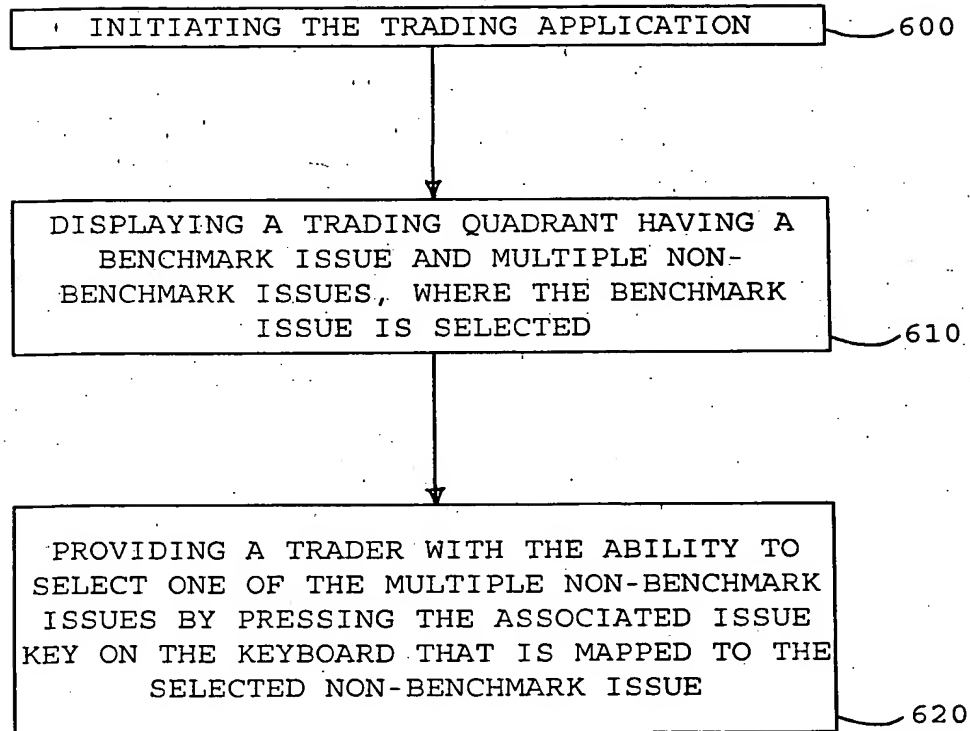 INITIATING THE TRADING APPLICATION
600
DISPLAYING A TRADING QUADRANT HAVING A
BENCHMARK ISSUE AND MULTIPLE NON-
BENCHMARK ISSUES, WHERE THE BENCHMARK
ISSUE IS SELECTED
610
PROVIDING A TRADER WITH THE ABILITY TO
SELECT ONE OF THE MULTIPLE NON-BENCHMARK
ISSUES BY PRESSING THE ASSOCIATED ISSUE
KEY ON THE KEYBOARD THAT IS MAPPED TO THE
SELECTED NON-BENCHMARK ISSUE
620